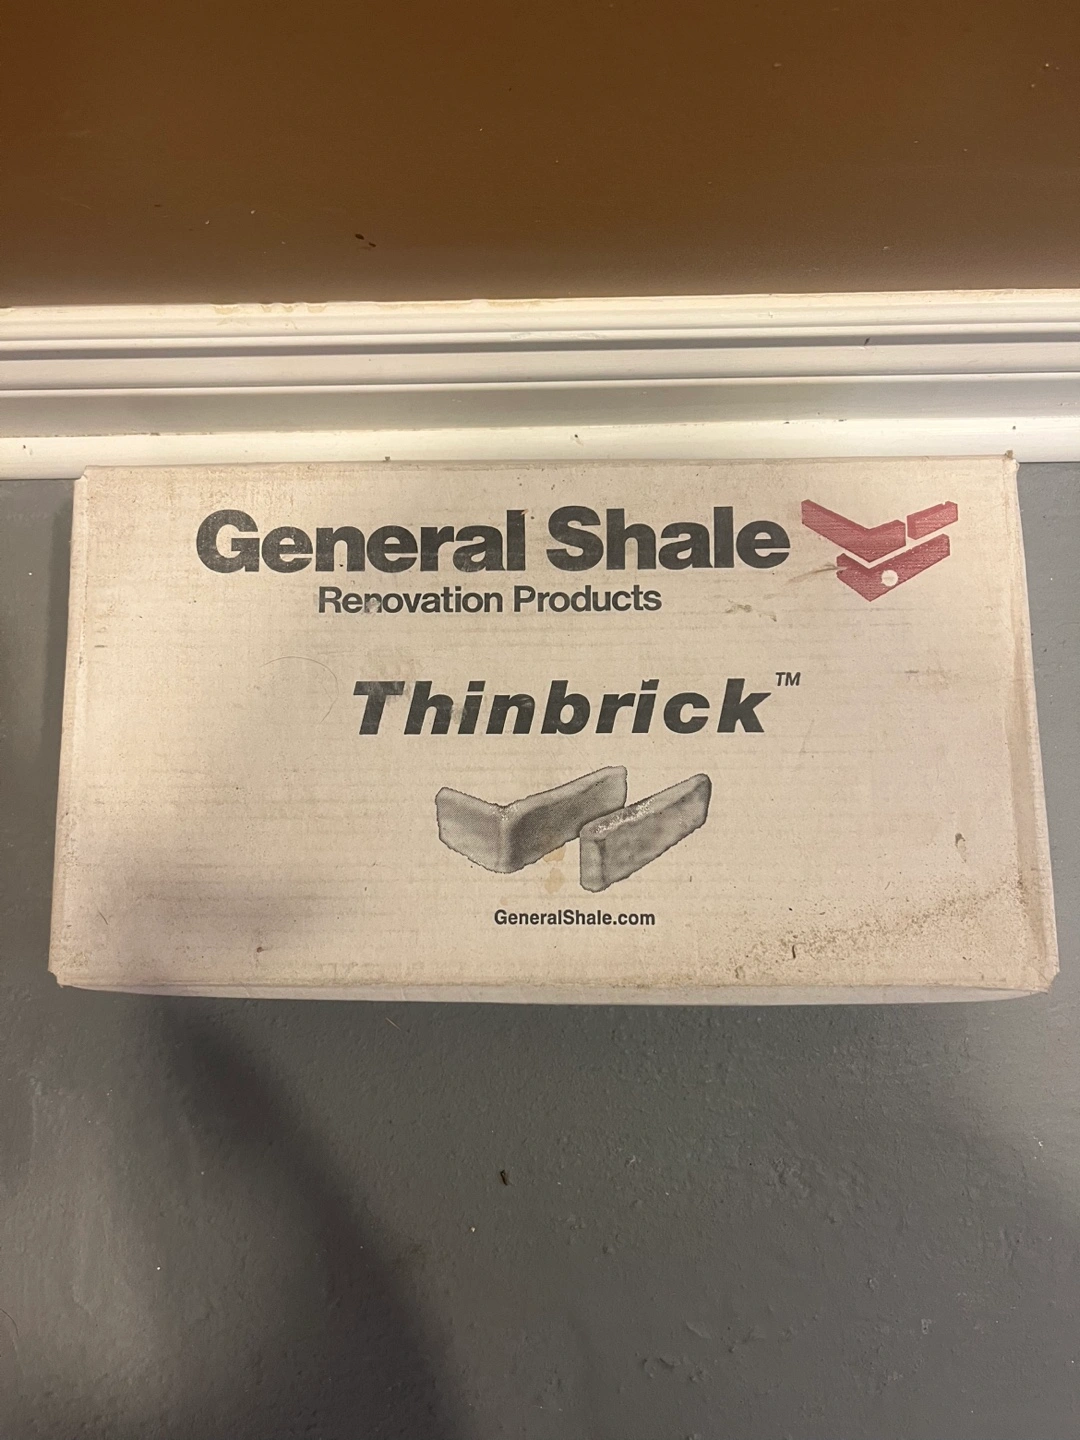 General Shale
Renovation Products
Thinbrick™
GeneralShale.com